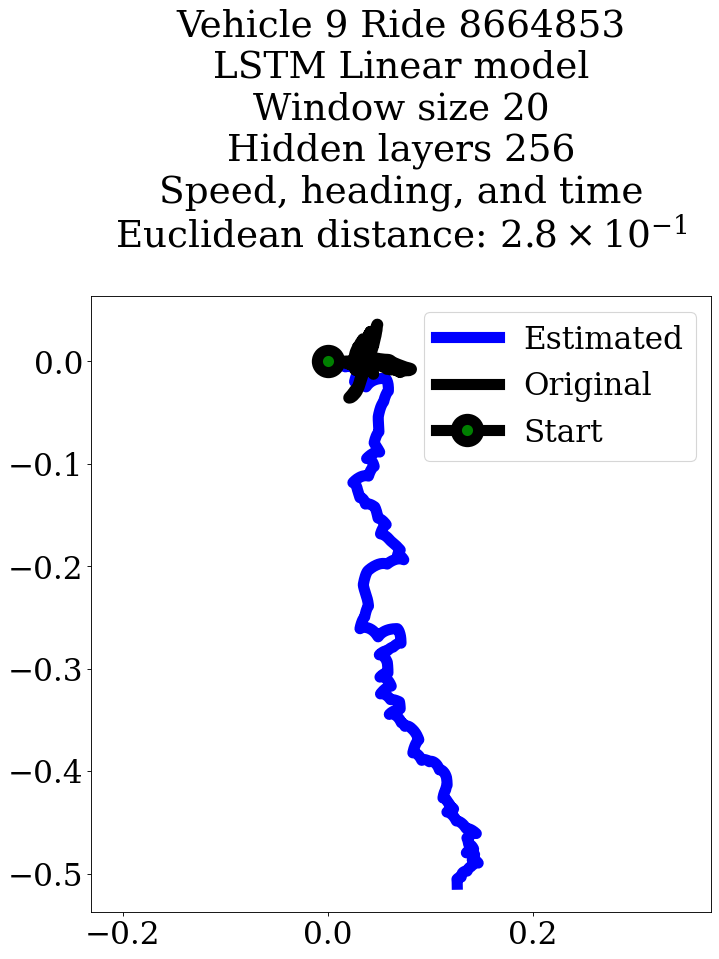 Vehicle 9 Ride 8664853
LSTM Linear model
Window size 20
Hidden layers 256
Speed, heading, and time
Euclidean distance: 2.8 × 10⁻¹
Estimated
Original
Start
0.0
−0.1
−0.2
−0.3
−0.4
−0.5
−0.2
0.0
0.2